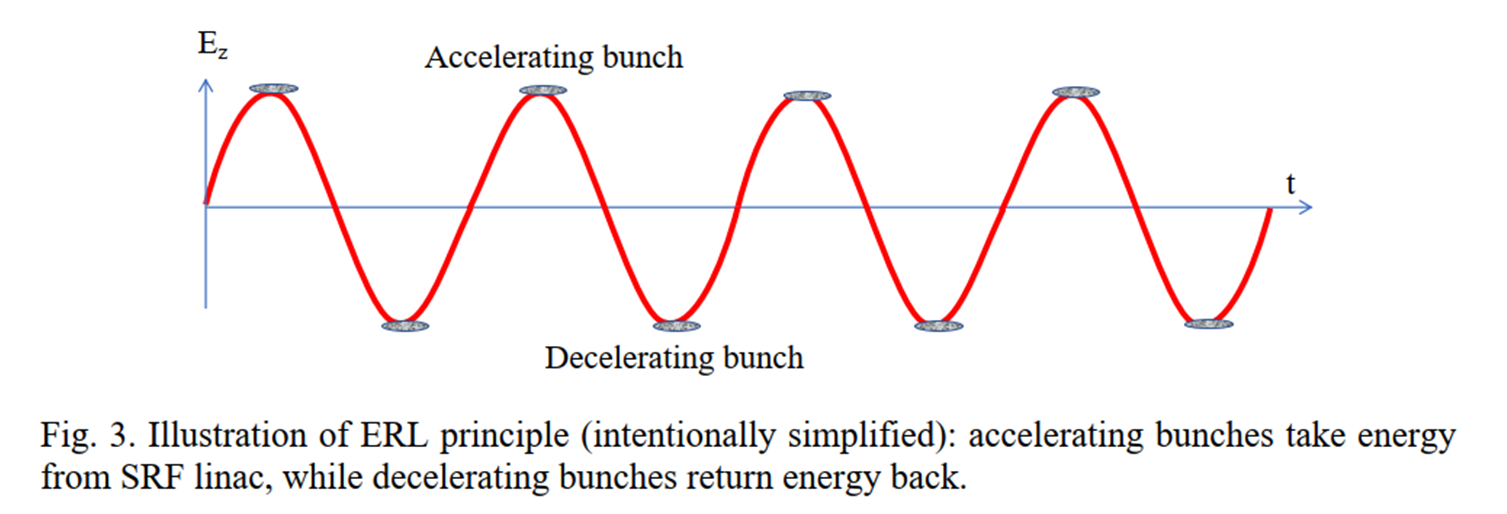 E_z
Accelerating bunch
t
Decelerating bunch
Fig. 3. Illustration of ERL principle (intentionally simplified): accelerating bunches take energy
from SRF linac, while decelerating bunches return energy back.